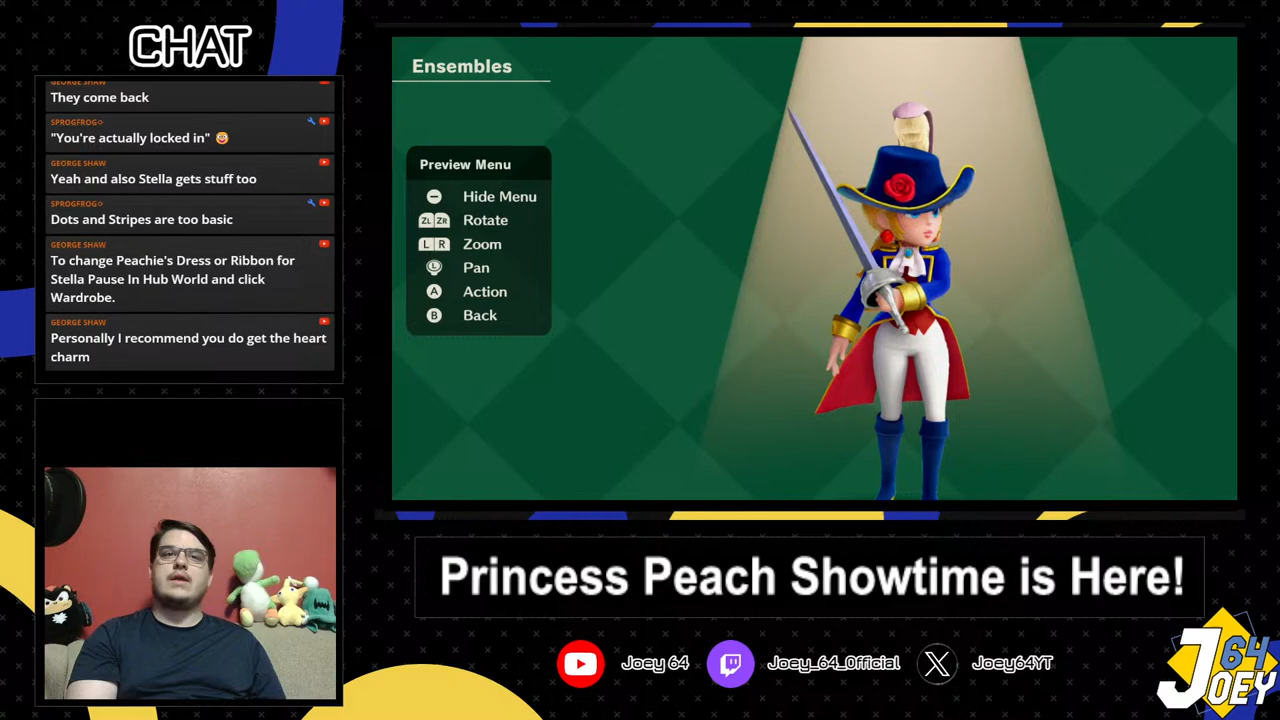 CHAT
GEORGE SHAW
They come back
SPROGFROG
"You're actually locked in"
GEORGE SHAW
Yeah and also Stella gets stuff too
SPROGFROG
Dots and Stripes are too basic
GEORGE SHAW
To change Peachie's Dress or Ribbon for
Stella Pause In Hub World and click
Wardrobe.
GEORGE SHAW
Personally I recommend you do get the heart
charm
Ensembles
Preview Menu
Hide Menu
ZL ZR Rotate
L R Zoom
L Pan
A Action
B Back
Princess Peach Showtime is Here!
Joey 64
Joey_64_Official
Joey64YT
64
JOEY